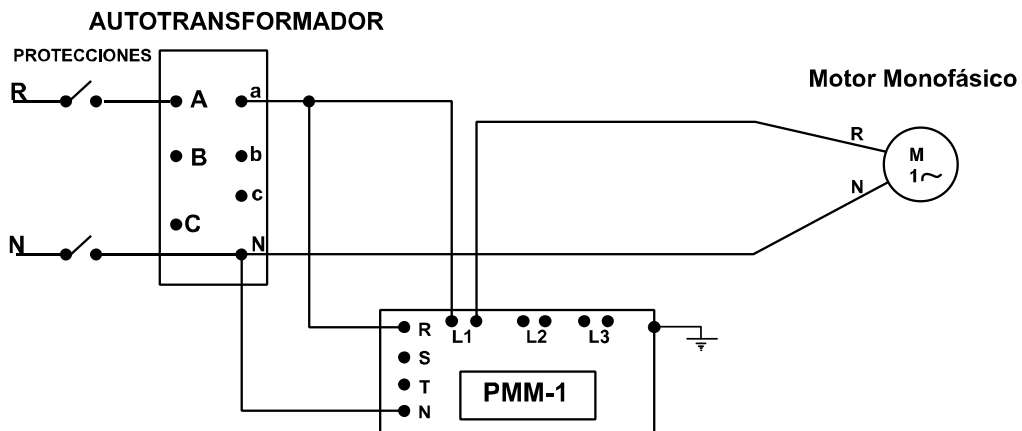 AUTOTRANSFORMADOR
PROTECCIONES
Motor Monofásico
R
A
a
R
M
1~
B
b
N
c
C
N
N
R
L1
L2
L3
S
T
PMM-1
N